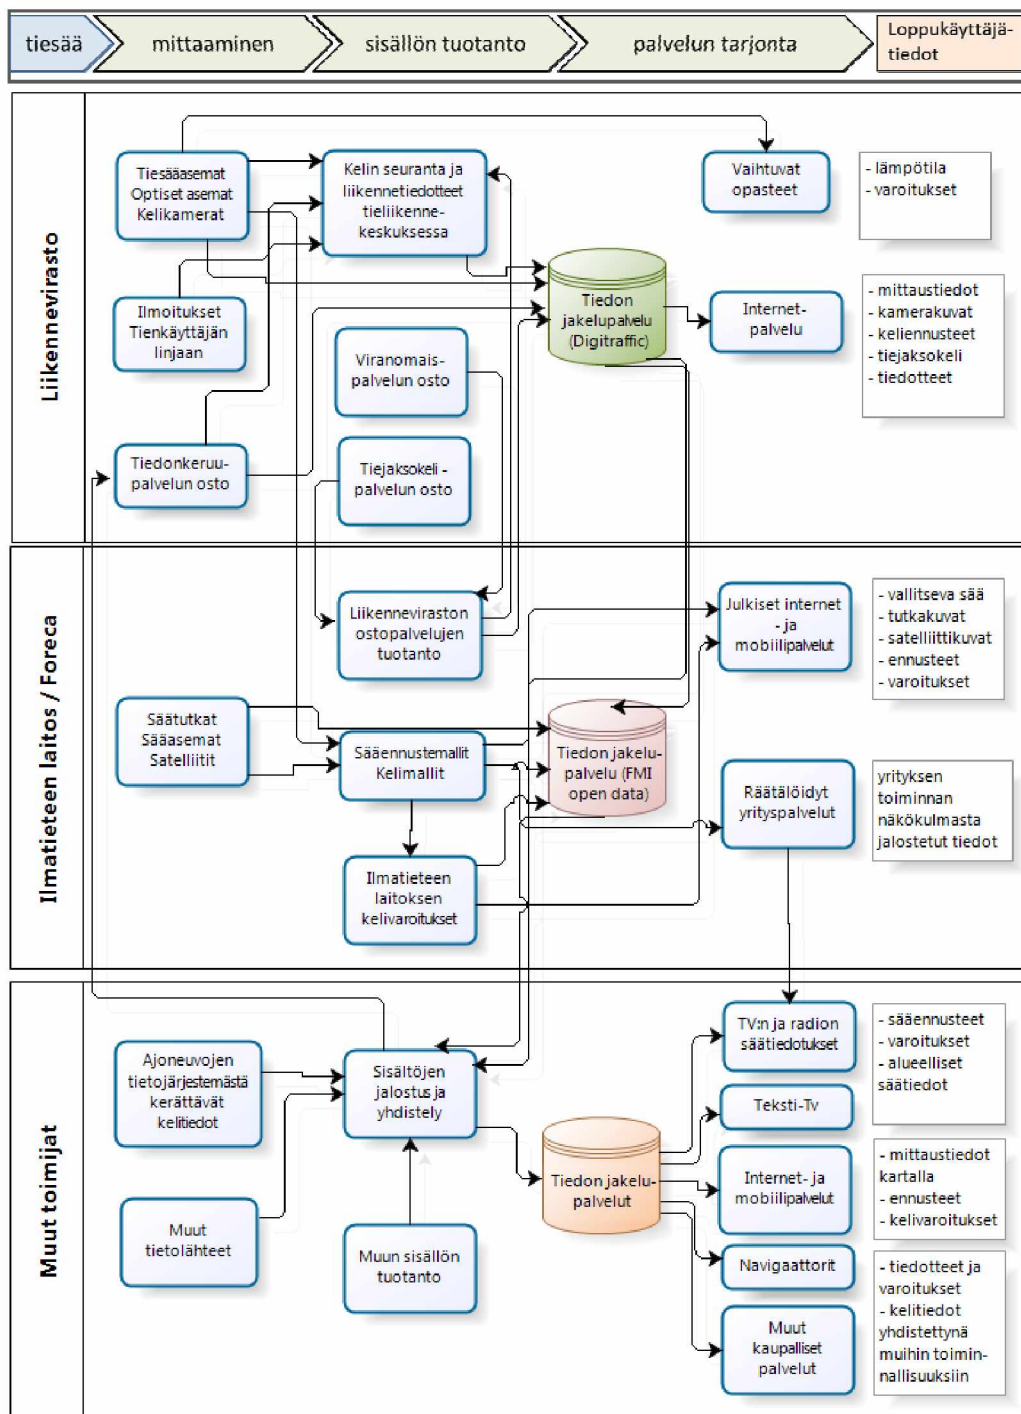 tiesää
mittaaminen
sisällön tuotanto
palvelun tarjonta
Loppukäyttäjä-
tiedot
Liikennevirasto
Tiesääasemat
Optiset asemat
Kelikamerat
Kelin seuranta ja
liikennetiedotteet
tieliikenne-
keskuksessa
Vaihtuvat
opasteet
- lämpötila
- varoitukset
Ilmoitukset
Tienkäyttäjän
linjaan
Viranomais-
palvelun osto
Tiedon
jakelupalvelu
(Digitraffic)
Internet-
palvelu
- mittaustiedot
- kamerakuvat
- keliennusteet
- tiejaksokeli
- tiedotteet
Tiedonkeruu-
palvelun osto
Tiejaksokeli -
palvelun osto
Ilmatieteen laitos / Foreca
Liikenneviraston
ostopalvelujen
tuotanto
Julkiset internet
- ja
mobiilipalvelut
- vallitseva sää
- tutkakuvat
- satelliittikuvat
- ennusteet
- varoitukset
Säätutkat
Sääasemat
Satelliitit
Sääennustemallit
Kelimallit
Tiedon jakelu-
palvelu (FMI
open data)
Räätälöidyt
yrityspalvelut
yrityksen
toiminnan
näkökulmasta
jalostetut tiedot
Ilmatieteen
laitoksen
kelivaroitukset
Muut toimijat
Ajoneuvojen
tietojärjestemästä
kerättävät
kelitiedot
Sisältöjen
jalostus ja
yhdistely
TV:n ja radion
säätiedotukset
- sääennusteet
- varoitukset
- alueelliset
säätiedot
Teksti-Tv
Tiedon jakelu-
palvelut
Internet- ja
mobiilipalvelut
- mittaustiedot
kartalla
- ennusteet
- kelivaroitukset
Muut
tietolähteet
Muun sisällön
tuotanto
Navigaattorit
- tiedotteet ja
varoitukset
- kelitiedot
yhdistettynä
muihin toimin-
nallisuuksiin
Muut
kaupalliset
palvelut